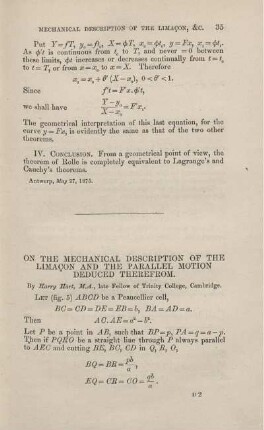 MECHANICAL DESCRIPTION OF THE LIMAÇON, &C. 35
Put Y=fT, y₀=ft₀, X=ϕT, x₀=ϕt₀, y=Fx, x₁=ϕt₁.
As ϕ't is continuous from t₀ to T, and never =0 between
these limits, ϕt increases or decreases continually from t=t₀
to t=T, or from x=x₀ to x=X. Therefore
x₁=x₀+θ'(X−x₀), 0<θ'<1.
Since f't=F'x.ϕ't,
we shall have (Y−y₀)/(X−x₀)=F'x₁.
The geometrical interpretation of this last equation, for the
curve y=Fx, is evidently the same as that of the two other
theorems.
IV. CONCLUSION. From a geometrical point of view, the
theorem of Rolle is completely equivalent to Lagrange's and
Cauchy's theorems.
Antwerp, May 27, 1875.
ON THE MECHANICAL DESCRIPTION OF THE
LIMAÇON AND THE PARALLEL MOTION
DEDUCED THEREFROM.
By Harry Hart, M.A., late Fellow of Trinity College, Cambridge.
LET (fig. 5) ABCD be a Peaucellier cell,
BC=CD=DE=EB=b, BA=AD=a.
Then AC.AE=a²−b².
Let P be a point in AB, such that BP=p, PA=q=a−p.
Then if PQRO be a straight line through P always parallel
to AEC and cutting BE, BC, CD in Q, R, O,
BQ=BR=pb/a,
EQ=CR=CO=qb/a.
D2